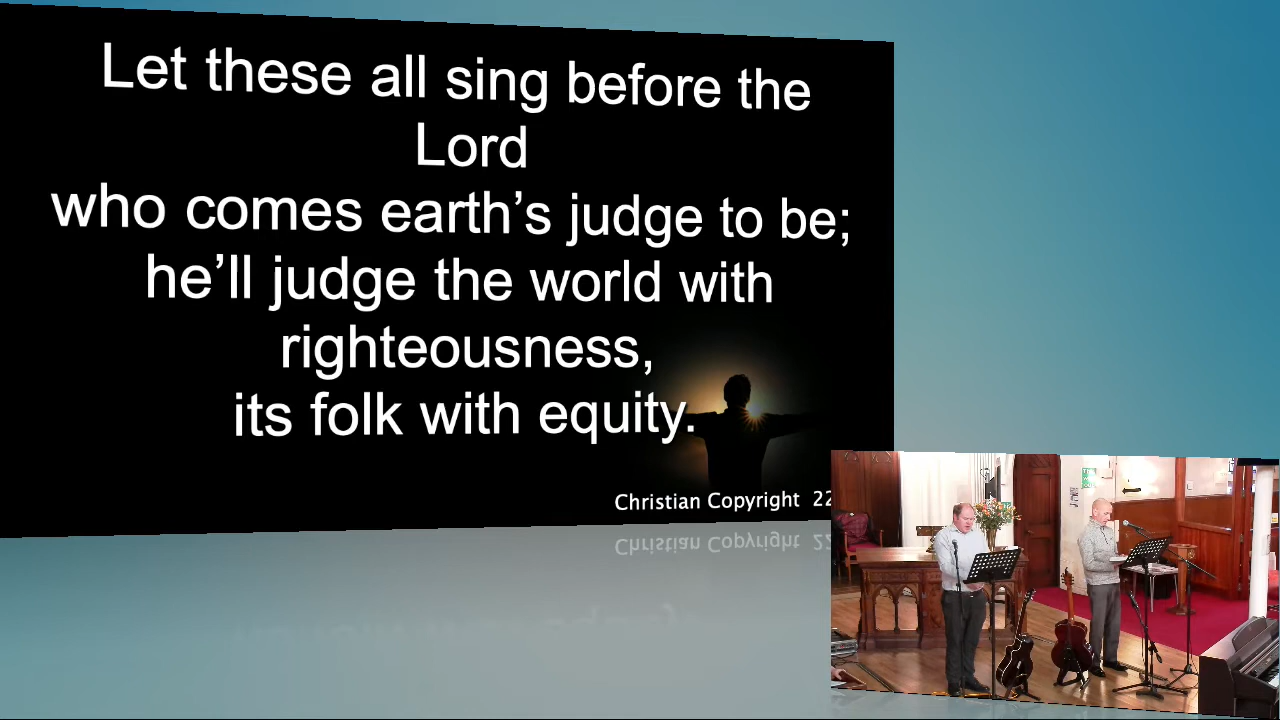 Let these all sing before the
Lord
who comes earth’s judge to be;
he’ll judge the world with
righteousness,
its folk with equity.
Christian Copyright 22